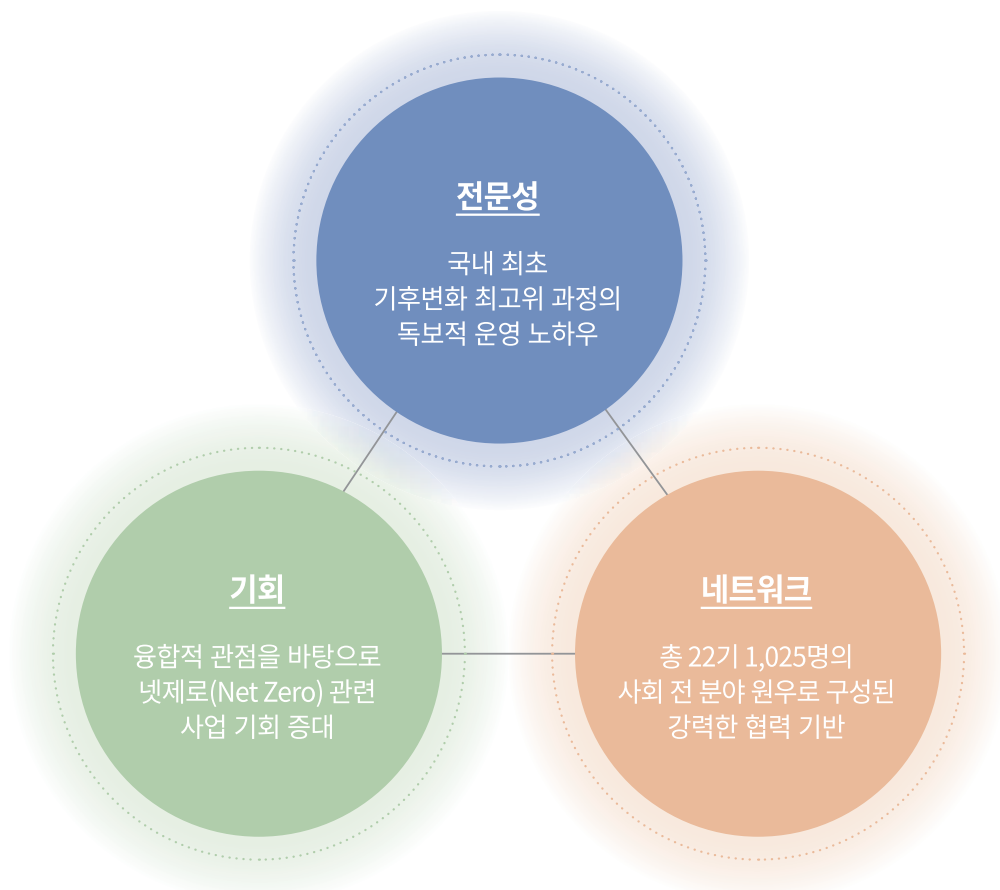 전문성
국내 최초
기후변화 최고위 과정의
독보적 운영 노하우
기회
융합적 관점을 바탕으로
넷제로(Net Zero) 관련
사업 기회 증대
네트워크
총 22기 1,025명의
사회 전 분야 원우로 구성된
강력한 협력 기반